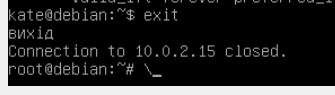 kate@debian:~$ exit
вихід
Connection to 10.0.2.15 closed.
root@debian:~# \_